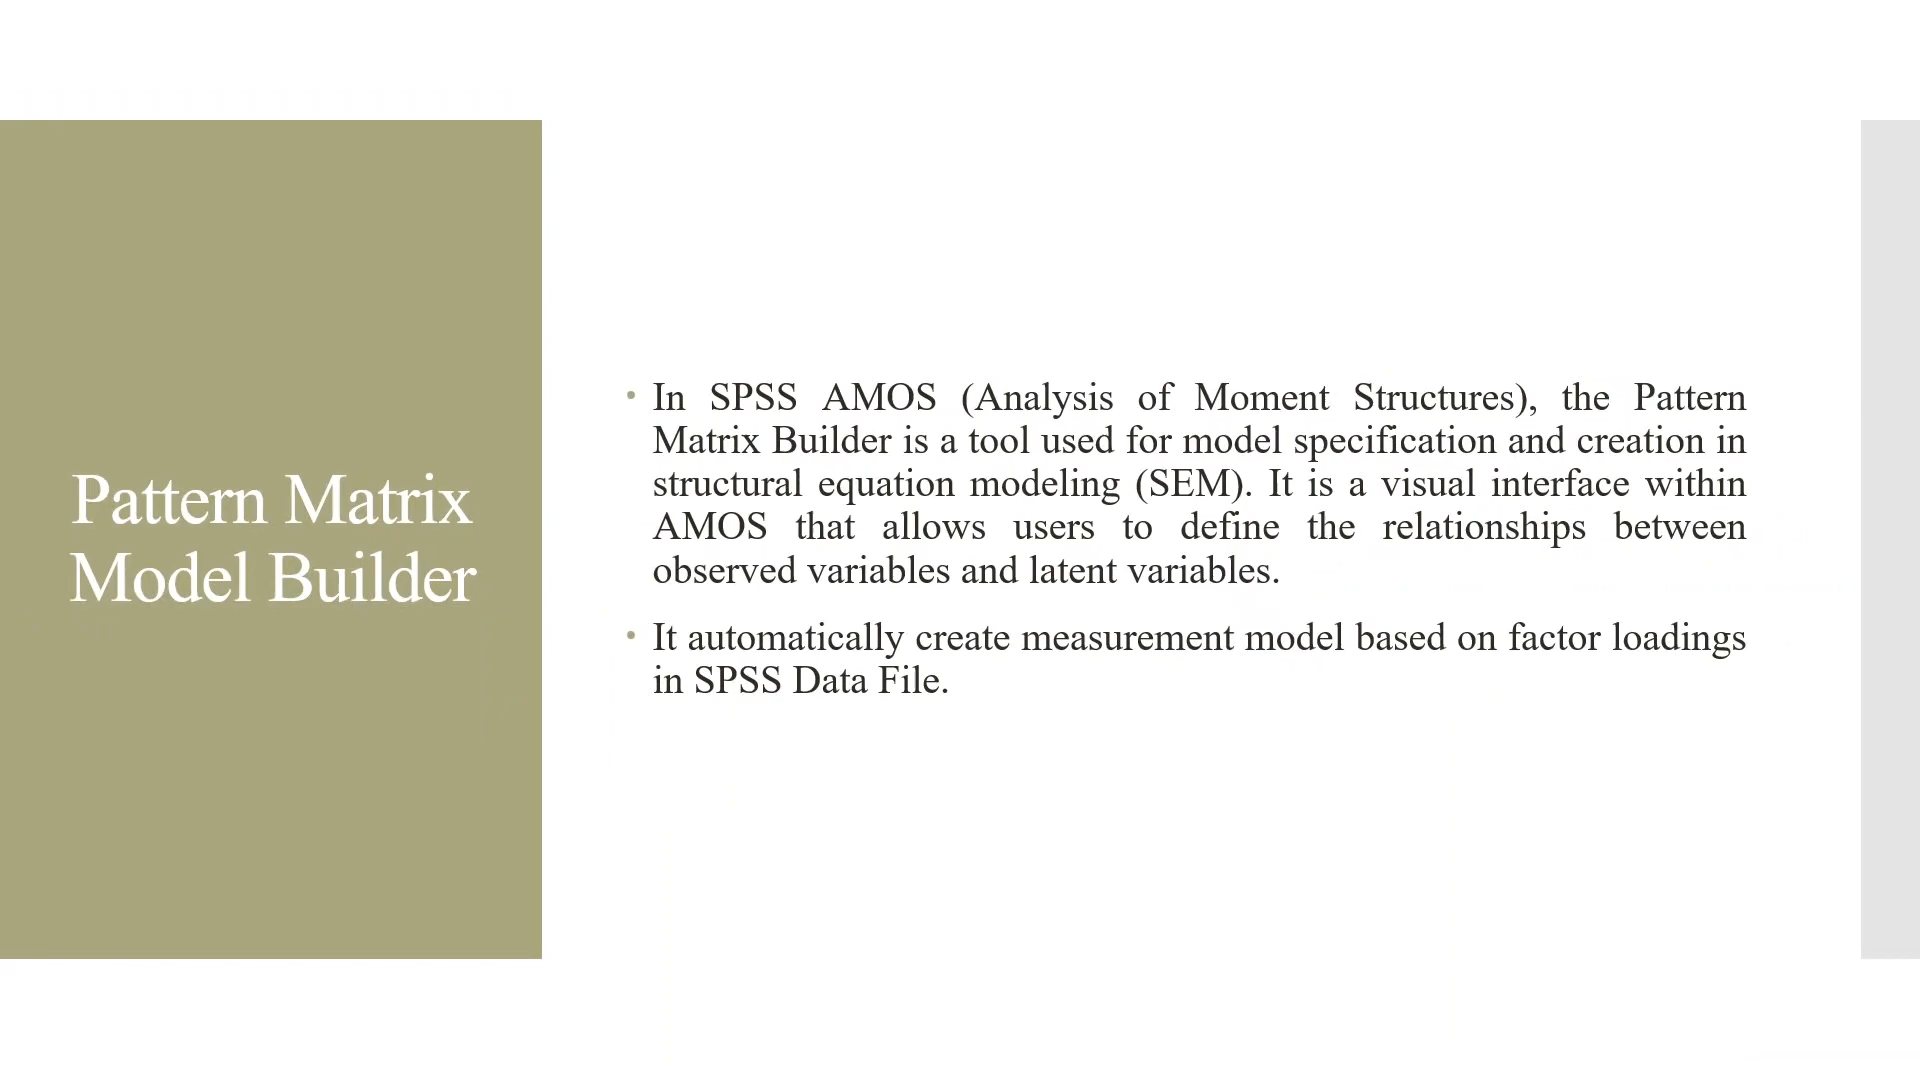 Pattern Matrix
Model Builder
• In SPSS AMOS (Analysis of Moment Structures), the Pattern
Matrix Builder is a tool used for model specification and creation in
structural equation modeling (SEM). It is a visual interface within
AMOS that allows users to define the relationships between
observed variables and latent variables.
• It automatically create measurement model based on factor loadings
in SPSS Data File.